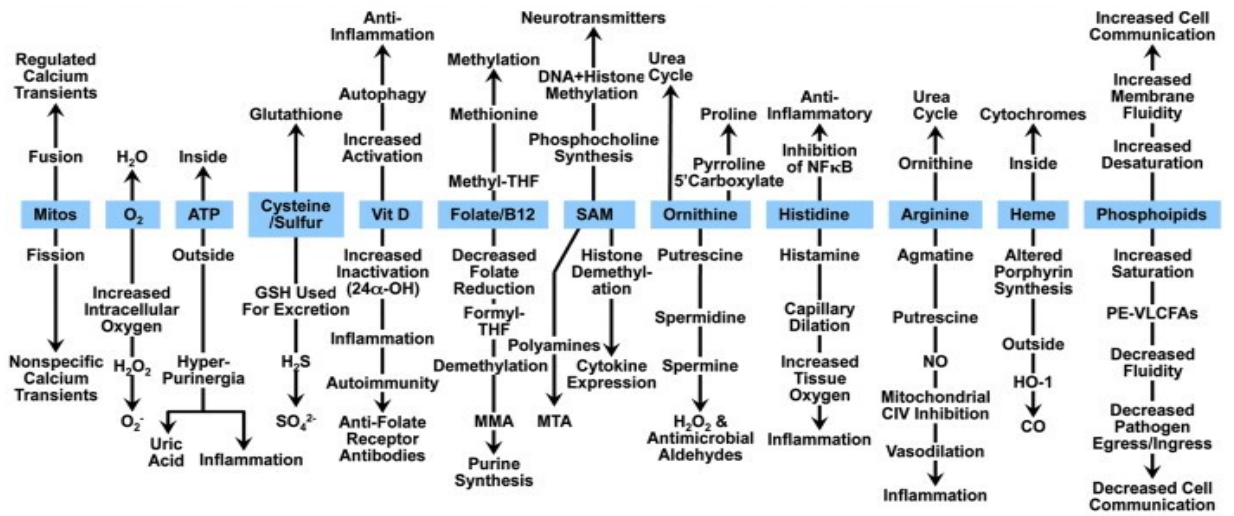 Regulated
Calcium
Transients
Fusion
Mitos
Fission
Nonspecific
Calcium
Transients
H₂O
O₂
Increased
Intracellular
Oxygen
H₂O₂
O₂⁻
Inside
ATP
Outside
Hyper-
Purinergia
Uric
Acid
Inflammation
Glutathione
Cysteine
/Sulfur
GSH Used
For Excretion
H₂S
SO₄²⁻
Anti-
Inflammation
Autophagy
Increased
Activation
Vit D
Increased
Inactivation
(24α-OH)
Inflammation
Autoimmunity
Anti-Folate
Receptor
Antibodies
Methylation
Methionine
Methyl-THF
Folate/B12
Decreased
Folate
Reduction
Formyl-
THF
Demethylation
MMA
Purine
Synthesis
Neurotransmitters
DNA+Histone
Methylation
Phosphocholine
Synthesis
SAM
Polyamines
MTA
Histone
Demethyl-
ation
Cytokine
Expression
Urea
Cycle
Proline
Pyrroline
5'Carboxylate
Ornithine
Putrescine
Spermidine
Spermine
H₂O₂ &
Antimicrobial
Aldehydes
Anti-
Inflammatory
Inhibition
of NFκB
Histidine
Histamine
Capillary
Dilation
Increased
Tissue
Oxygen
Inflammation
Urea
Cycle
Ornithine
Arginine
Agmatine
Putrescine
NO
Mitochondrial
CIV Inhibition
Vasodilation
Inflammation
Cytochromes
Inside
Heme
Altered
Porphyrin
Synthesis
Outside
HO-1
CO
Increased Cell
Communication
Increased
Membrane
Fluidity
Increased
Desaturation
Phosphoipids
Increased
Saturation
PE-VLCFAs
Decreased
Fluidity
Decreased
Pathogen
Egress/Ingress
Decreased Cell
Communication